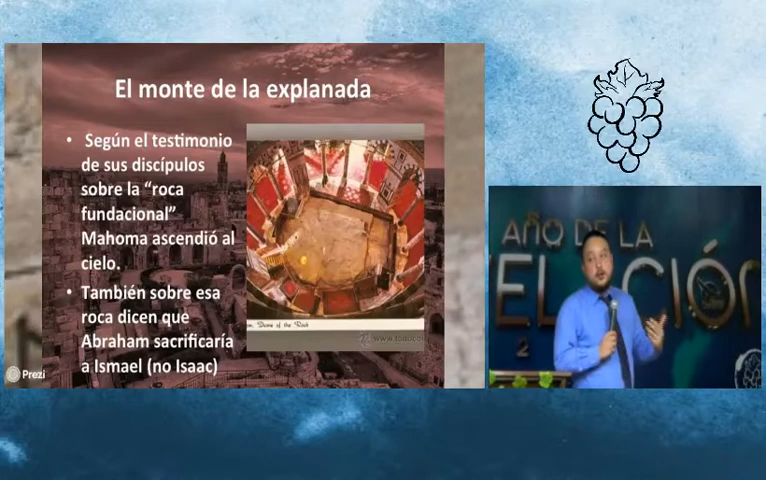 El monte de la explanada
• Según el testimonio
de sus discípulos
sobre la “roca
fundacional”
Mahoma ascendió al
cielo.
• También sobre esa
roca dicen que
Abraham sacrificaría
a Ismael (no Isaac)
Dome of the Rock
Prezi
AÑO DE LA
VELACIÓN
2